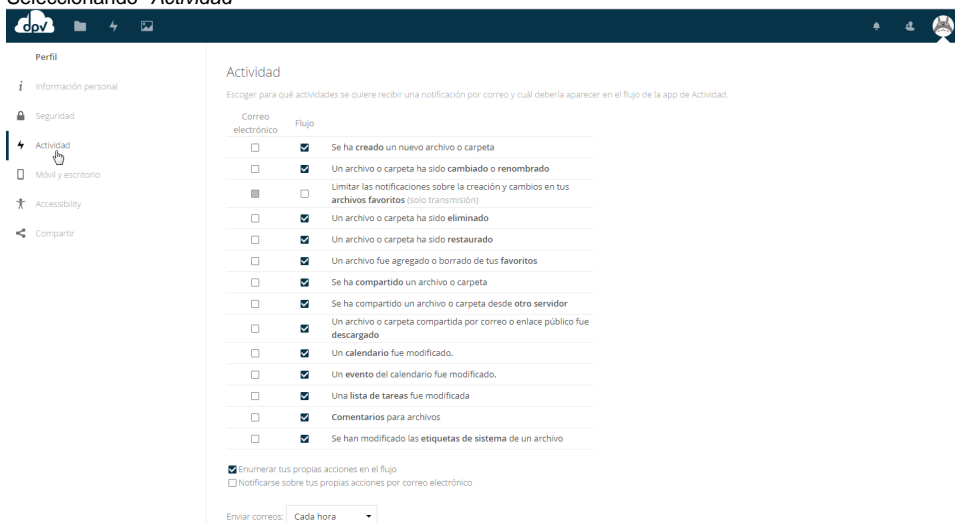 Seleccionando "Actividad"
dpv
Perfil
Información personal
Seguridad
Actividad
Móvil y escritorio
Accessibility
Compartir
Actividad
Escoger para qué actividades se quiere recibir una notificación por correo y cuál debería aparecer en el flujo de la app de Actividad.
Correo
electrónico
Flujo
Se ha creado un nuevo archivo o carpeta
Un archivo o carpeta ha sido cambiado o renombrado
Limitar las notificaciones sobre la creación y cambios en tus
archivos favoritos (solo transmisión)
Un archivo o carpeta ha sido eliminado
Un archivo o carpeta ha sido restaurado
Un archivo fue agregado o borrado de tus favoritos
Se ha compartido un archivo o carpeta
Se ha compartido un archivo o carpeta desde otro servidor
Un archivo o carpeta compartida por correo o enlace público fue
descargado
Un calendario fue modificado.
Un evento del calendario fue modificado.
Una lista de tareas fue modificada
Comentarios para archivos
Se han modificado las etiquetas de sistema de un archivo
Enumerar tus propias acciones en el flujo
Notificarse sobre tus propias acciones por correo electrónico
Enviar correos: Cada hora